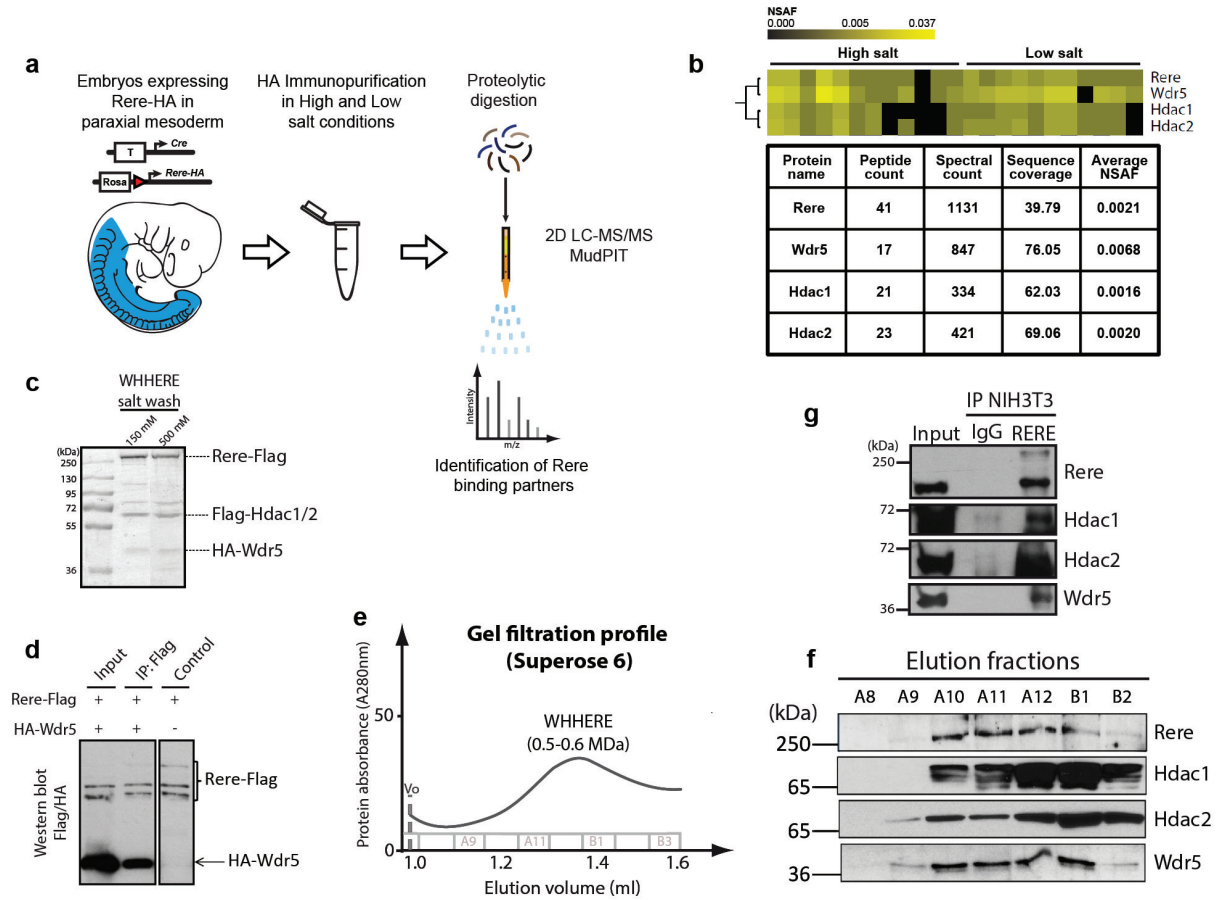 a
Embryos expressing
Rere-HA in
paraxial mesoderm
T
Cre
Rosa
Rere-HA
HA Immunopurification
in High and Low
salt conditions
Proteolytic
digestion
2D LC-MS/MS
MudPIT
Intensity
m/z
Identification of Rere
binding partners
b
NSAF
0.000 0.005 0.037
High salt Low salt
Rere
Wdr5
Hdac1
Hdac2
Protein name Peptide count Spectral count Sequence coverage Average NSAF
Rere 41 1131 39.79 0.0021
Wdr5 17 847 76.05 0.0068
Hdac1 21 334 62.03 0.0016
Hdac2 23 421 69.06 0.0020
c
WHHERE
salt wash
150 mM 500 mM
(kDa)
250
130
95
72
55
36
Rere-Flag
Flag-Hdac1/2
HA-Wdr5
d
Input IP: Flag Control
Rere-Flag + + +
HA-Wdr5 + + -
Western blot
Flag/HA
Rere-Flag
HA-Wdr5
e
Gel filtration profile
(Superose 6)
Protein absorbance (A280nm)
50
0
WHHERE
(0.5-0.6 MDa)
Vo
A9 A11 B1 B3
1.0 1.2 1.4 1.6
Elution volume (ml)
g
IP NIH3T3
Input IgG RERE
(kDa)
250
Rere
72
Hdac1
72
Hdac2
36
Wdr5
f
Elution fractions
A8 A9 A10 A11 A12 B1 B2
(kDa)
250
Rere
65
Hdac1
65
Hdac2
36
Wdr5